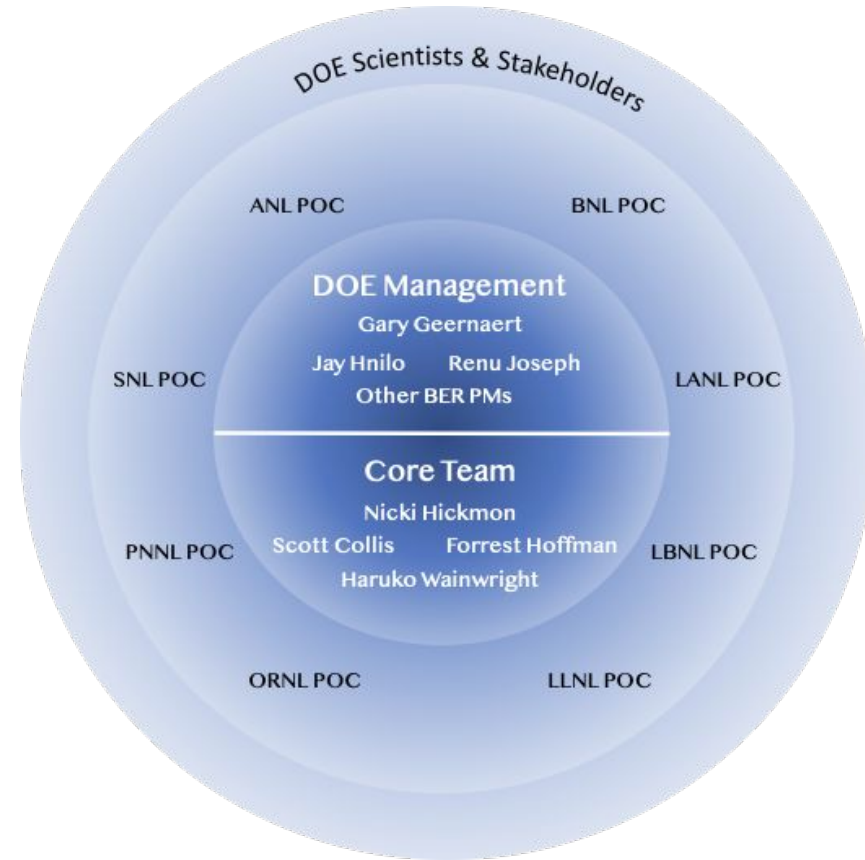 DOE Scientists & Stakeholders
ANL POC
BNL POC
DOE Management
Gary Geernaert
Jay Hnilo Renu Joseph
Other BER PMs
SNL POC
LANL POC
Core Team
Nicki Hickmon
Scott Collis Forrest Hoffman
Haruko Wainwright
PNNL POC
LBNL POC
ORNL POC
LLNL POC